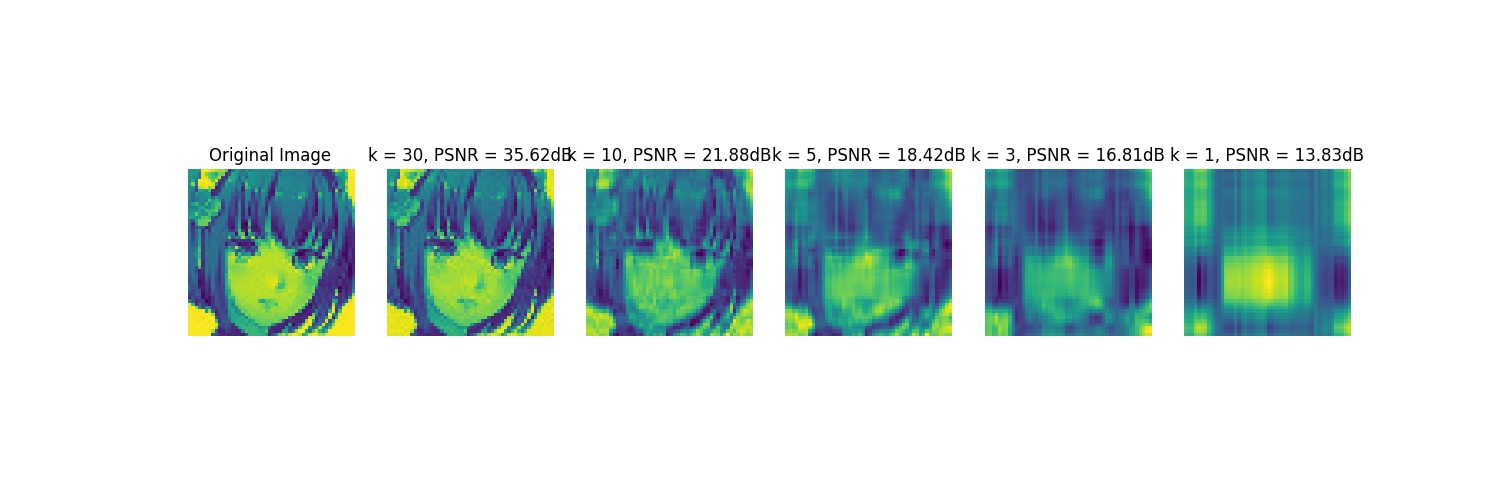 Original Image
k = 30, PSNR = 35.62dB
k = 10, PSNR = 21.88dB
k = 5, PSNR = 18.42dB
k = 3, PSNR = 16.81dB
k = 1, PSNR = 13.83dB